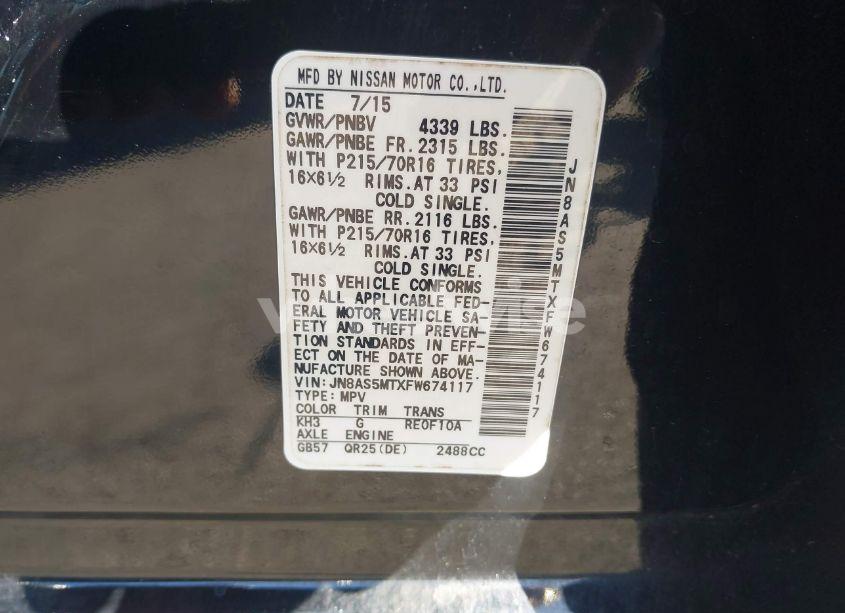 MFD BY NISSAN MOTOR CO.,LTD.
DATE 7/15
GVWR/PNBV 4339 LBS.
GAWR/PNBE FR.2315 LBS.
WITH P215/70R16 TIRES,
16X6½ RIMS.AT 33 PSI
COLD SINGLE.
GAWR/PNBE RR.2116 LBS.
WITH P215/70R16 TIRES,
16X6½ RIMS.AT 33 PSI
COLD SINGLE.
THIS VEHICLE CONFORMS
TO ALL APPLICABLE FED-
ERAL MOTOR VEHICLE SA-
FETY AND THEFT PREVEN-
TION STANDARDS IN EFF-
ECT ON THE DATE OF MA-
NUFACTURE SHOWN ABOVE.
VIN:JN8AS5MTXFW674117
TYPE:MPV
COLOR TRIM TRANS
KH3 G RE0F10A
AXLE ENGINE
GB57 QR25(DE) 2488CC
JN8AS5MTXFW674117